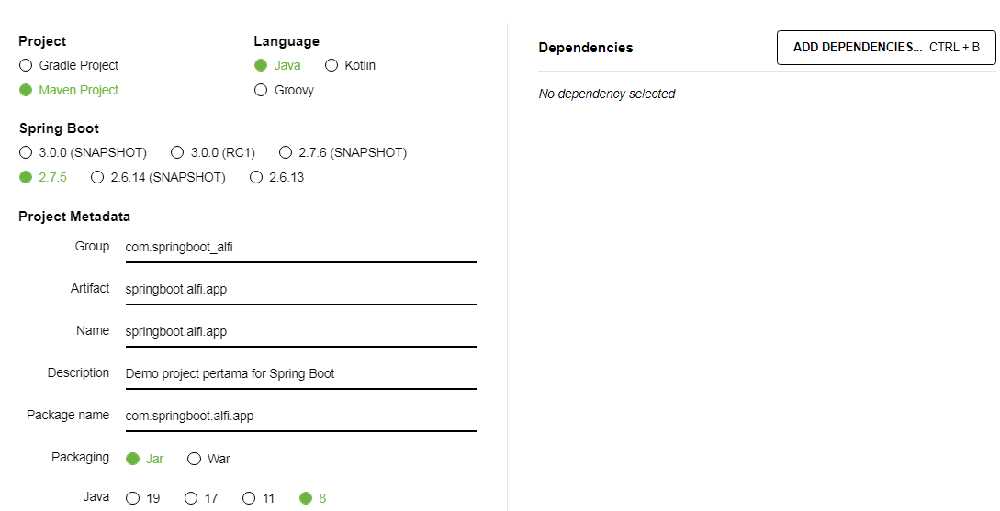 Project
Gradle Project
Maven Project
Language
Java Kotlin
Groovy
Spring Boot
3.0.0 (SNAPSHOT) 3.0.0 (RC1) 2.7.6 (SNAPSHOT)
2.7.5 2.6.14 (SNAPSHOT) 2.6.13
Project Metadata
Group com.springboot_alfi
Artifact springboot.alfi.app
Name springboot.alfi.app
Description Demo project pertama for Spring Boot
Package name com.springboot.alfi.app
Packaging Jar War
Java 19 17 11 8
Dependencies ADD DEPENDENCIES... CTRL + B
No dependency selected